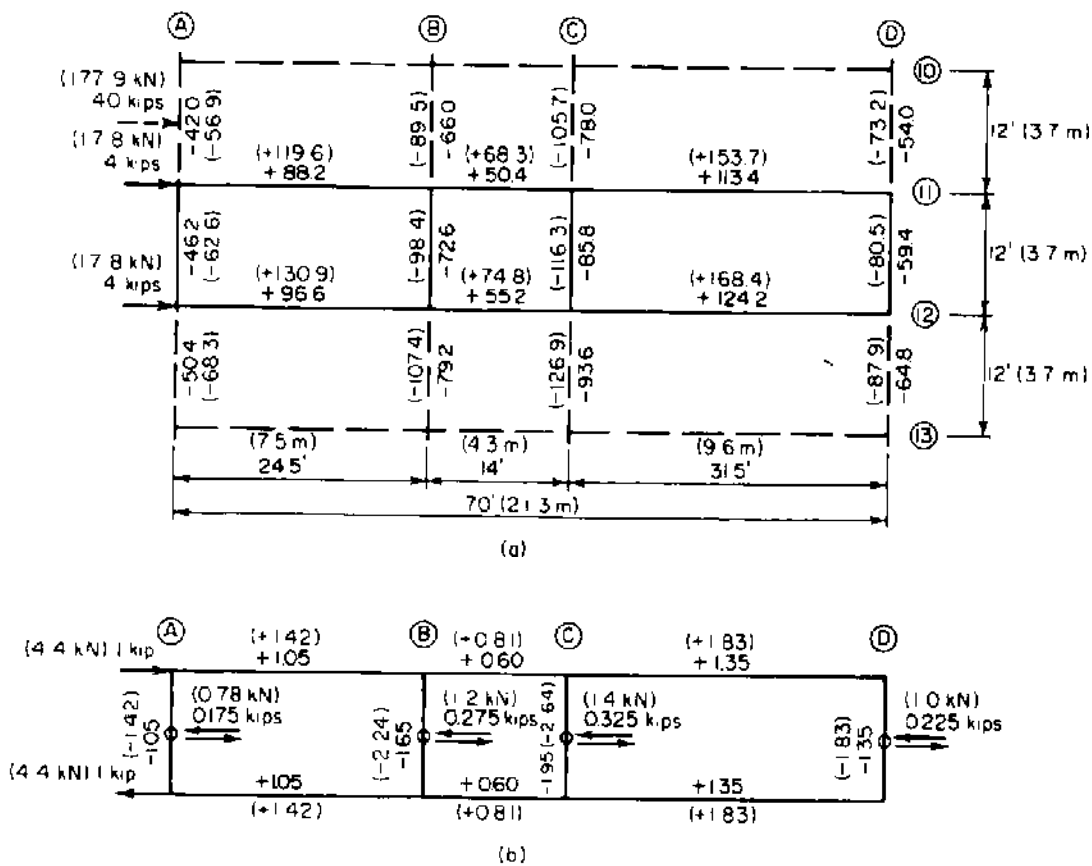 A B C D
(177.9 kN)
40 kips
(17.8 kN)
4 kips
-42.0
(-56.9)
(-89.5)
-66.0
(-105.7)
-78.0
(-73.2)
-54.0
10
12' (3.7 m)
(+119.6)
+88.2
(+68.3)
+50.4
(+153.7)
+113.4
11
(17.8 kN)
4 kips
-46.2
(-62.6)
(-98.4)
-72.6
(-116.3)
-85.8
(-80.5)
-59.4
12' (3.7 m)
(+130.9)
+96.6
(+74.8)
+55.2
(+168.4)
+124.2
12
-50.4
(-68.3)
(-107.4)
-79.2
(-126.9)
-93.6
(-87.9)
-64.8
12' (3.7 m)
13
(7.5 m)
24.5'
(4.3 m)
14'
(9.6 m)
31.5'
70' (21.3 m)
(a)
A B C D
(4.4 kN) 1 kip
(+1.42)
+1.05
(+0.81)
+0.60
(+1.83)
+1.35
(-1.42)
-1.05
(0.78 kN)
0.175 kips
(-2.24)
-1.65
(1.2 kN)
0.275 kips
-1.95 (-2.64)
(1.4 kN)
0.325 kips
(-1.83)
-1.35
(1.0 kN)
0.225 kips
(4.4 kN) 1 kip
+1.05
(+1.42)
+0.60
(+0.81)
+1.35
(+1.83)
(b)